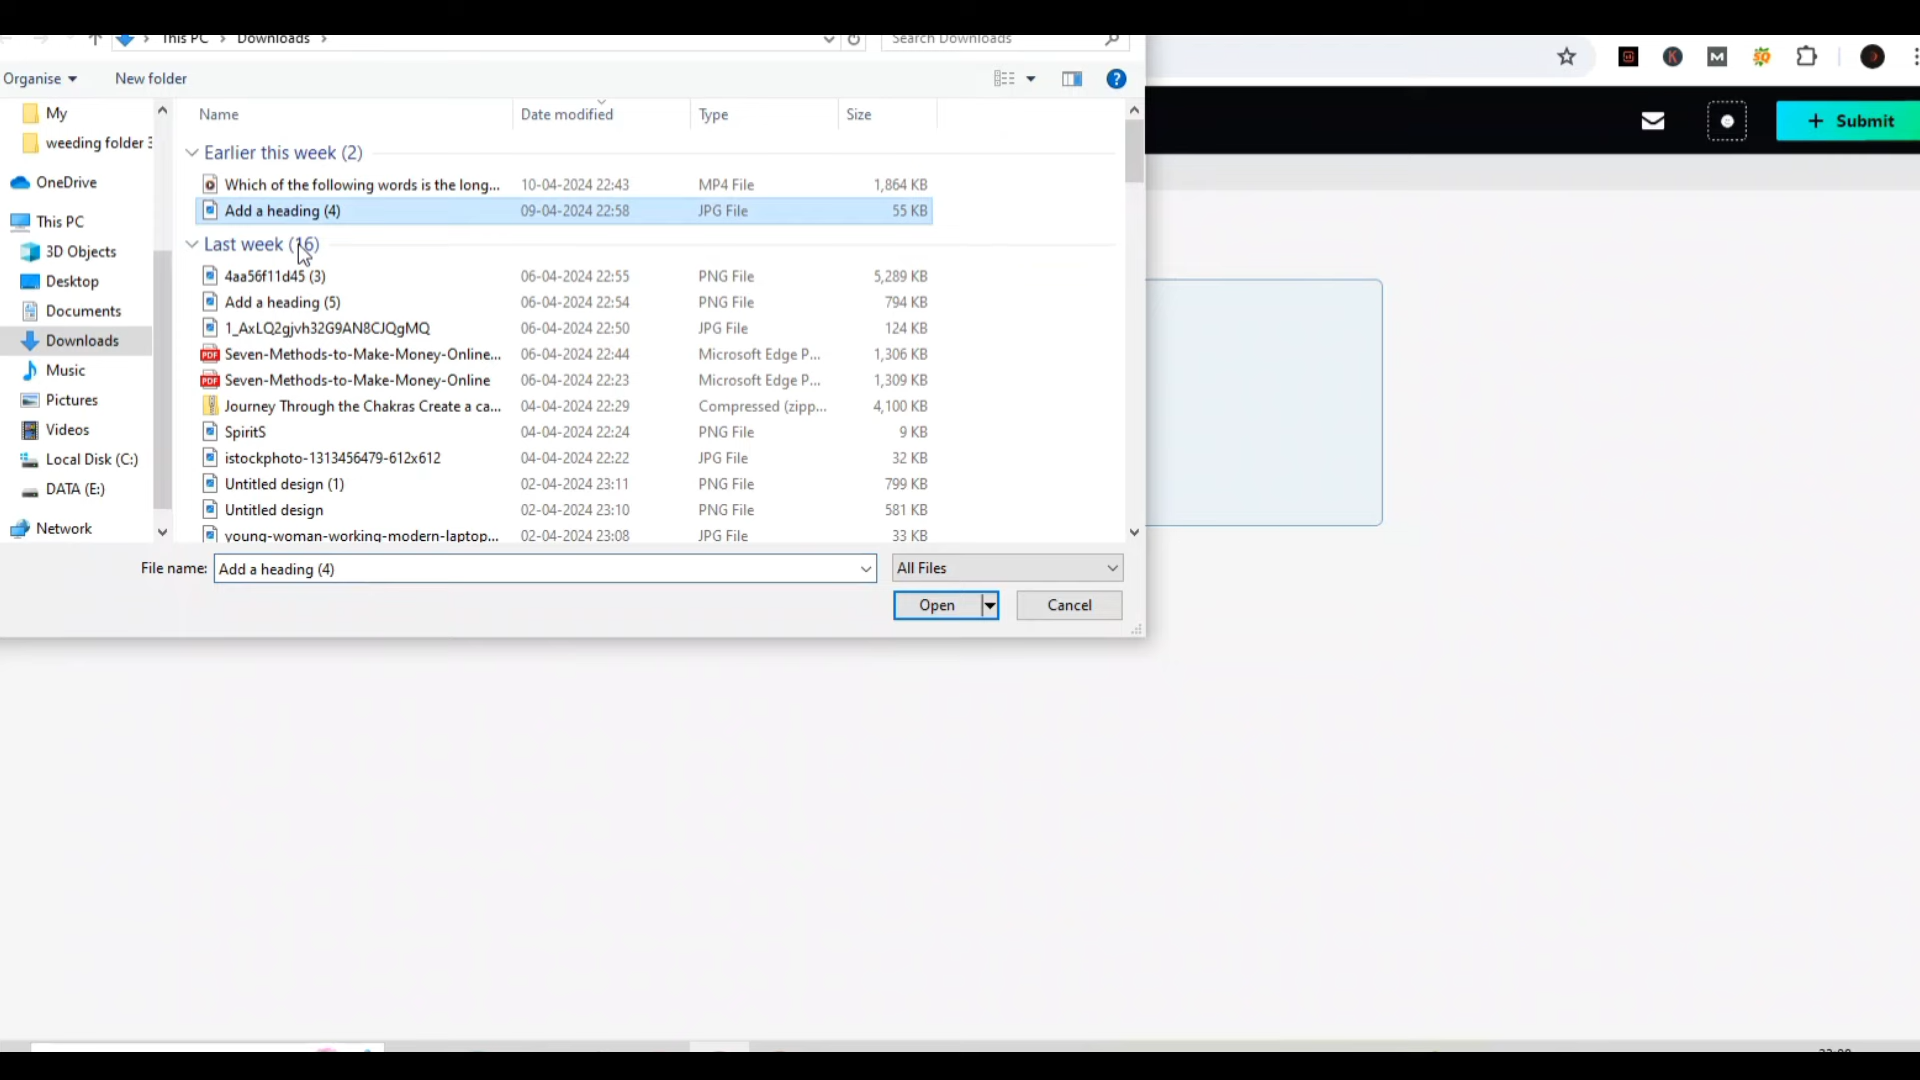 This PC > Downloads >
Search Downloads
Organise
New folder
?
My
weeding folder 3
OneDrive
This PC
3D Objects
Desktop
Documents
Downloads
Music
Pictures
Videos
Local Disk (C:)
DATA (E:)
Network
Name Date modified Type Size
Earlier this week (2)
Which of the following words is the long... 10-04-2024 22:43 MP4 File 1,864 KB
Add a heading (4) 09-04-2024 22:58 JPG File 55 KB
Last week (16)
4aa56f11d45 (3) 06-04-2024 22:55 PNG File 5,289 KB
Add a heading (5) 06-04-2024 22:54 PNG File 794 KB
1_AxLQ2gjvh32G9AN8CJQgMQ 06-04-2024 22:50 JPG File 124 KB
PDF Seven-Methods-to-Make-Money-Online... 06-04-2024 22:44 Microsoft Edge P... 1,306 KB
PDF Seven-Methods-to-Make-Money-Online 06-04-2024 22:23 Microsoft Edge P... 1,309 KB
Journey Through the Chakras Create a ca... 04-04-2024 22:29 Compressed (zipp... 4,100 KB
SpiritS 04-04-2024 22:24 PNG File 9 KB
istockphoto-1313456479-612x612 04-04-2024 22:22 JPG File 32 KB
Untitled design (1) 02-04-2024 23:11 PNG File 799 KB
Untitled design 02-04-2024 23:10 PNG File 581 KB
young-woman-working-modern-laptop... 02-04-2024 23:08 JPG File 33 KB
File name: Add a heading (4) All Files
Open Cancel
K M SQ
+ Submit